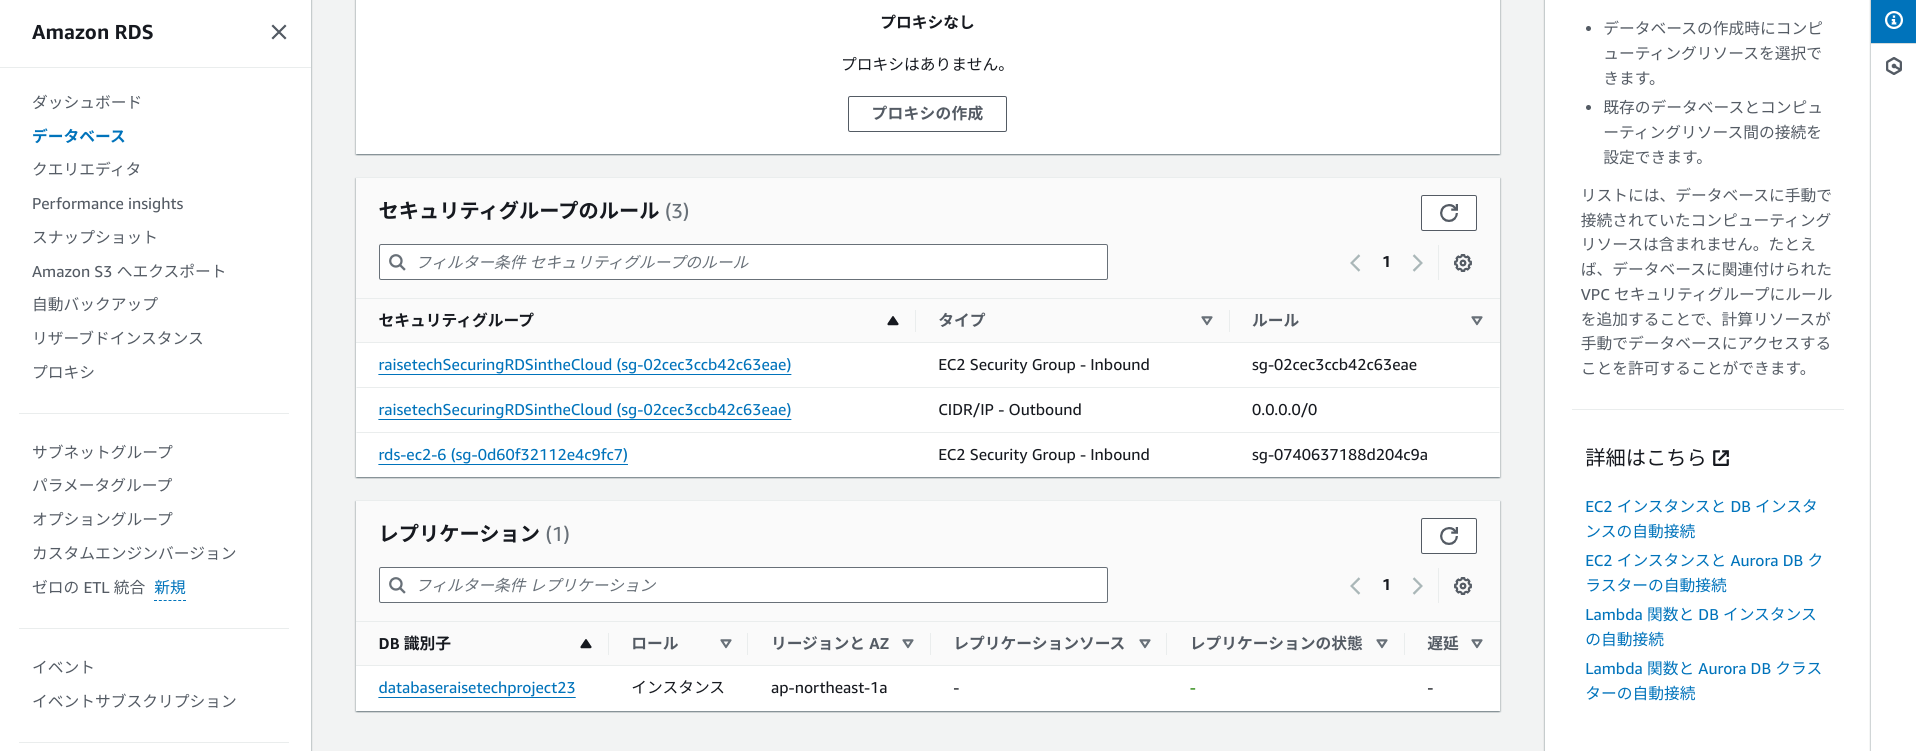 Amazon RDS
ダッシュボード
データベース
クエリエディタ
Performance insights
スナップショット
Amazon S3 へエクスポート
自動バックアップ
リザーブドインスタンス
プロキシ
サブネットグループ
パラメータグループ
オプショングループ
カスタムエンジンバージョン
ゼロの ETL 統合 新規
イベント
イベントサブスクリプション
プロキシなし
プロキシはありません。
プロキシの作成
セキュリティグループのルール (3)
フィルター条件 セキュリティグループのルール
1
セキュリティグループ タイプ ルール
raisetechSecuringRDSintheCloud (sg-02cec3ccb42c63eae) EC2 Security Group - Inbound sg-02cec3ccb42c63eae
raisetechSecuringRDSintheCloud (sg-02cec3ccb42c63eae) CIDR/IP - Outbound 0.0.0.0/0
rds-ec2-6 (sg-0d60f32112e4c9fc7) EC2 Security Group - Inbound sg-0740637188d204c9a
レプリケーション (1)
フィルター条件 レプリケーション
1
DB 識別子 ロール リージョンと AZ レプリケーションソース レプリケーションの状態 遅延
databaseraisetechproject23 インスタンス ap-northeast-1a - - -
• データベースの作成時にコンピ
ューティングリソースを選択で
きます。
• 既存のデータベースとコンピュ
ーティングリソース間の接続を
設定できます。
リストには、データベースに手動で
接続されていたコンピューティング
リソースは含まれません。たとえ
ば、データベースに関連付けられた
VPC セキュリティグループにルール
を追加することで、計算リソースが
手動でデータベースにアクセスする
ことを許可することができます。
詳細はこちら
EC2 インスタンスと DB インスタ
ンスの自動接続
EC2 インスタンスと Aurora DB ク
ラスターの自動接続
Lambda 関数と DB インスタンス
の自動接続
Lambda 関数と Aurora DB クラス
ターの自動接続